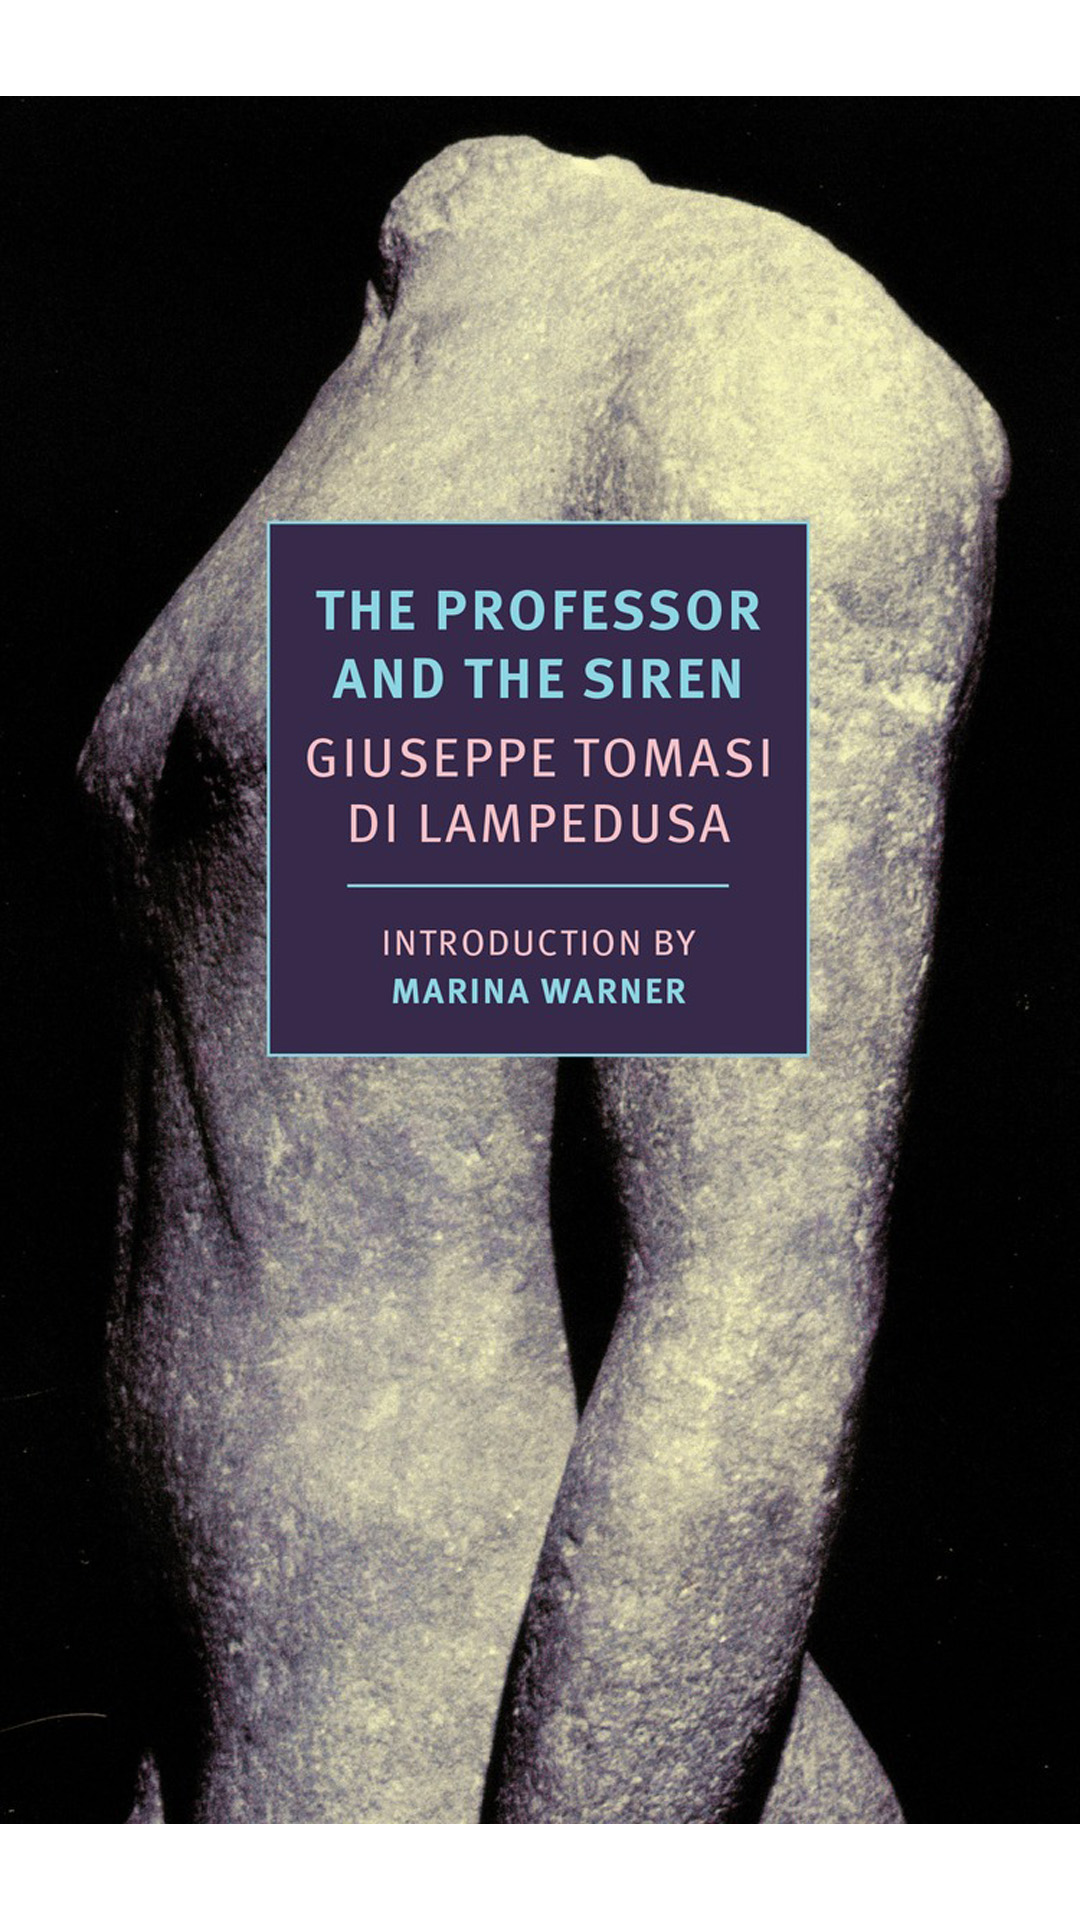 THE PROFESSOR
AND THE SIREN
GIUSEPPE TOMASI
DI LAMPEDUSA
INTRODUCTION BY
MARINA WARNER